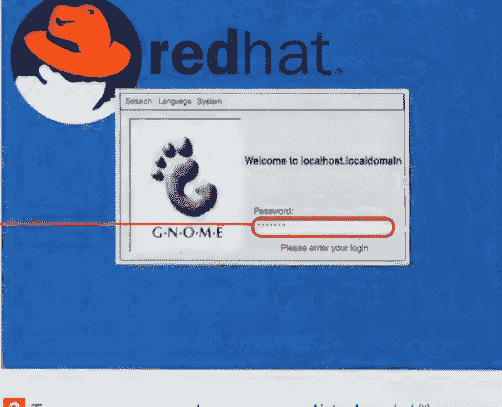 redhat.
Session Language System
Welcome to localhost.localdomain
G·N·O·M·E
Password:
*******
Please enter your login